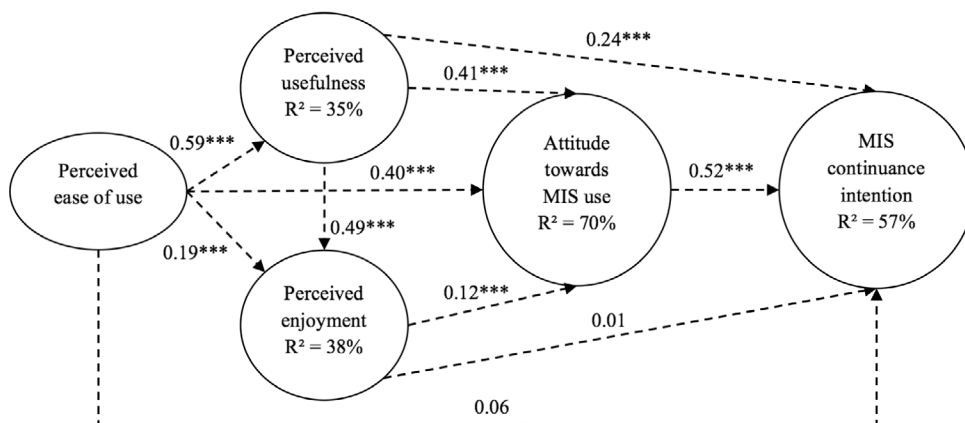 0.24***
Perceived
usefulness
R² = 35%
0.41***
0.59***
Perceived
ease of use
0.40***
Attitude
towards
MIS use
R² = 70%
0.52***
MIS
continuance
intention
R² = 57%
0.49***
0.19***
Perceived
enjoyment
R² = 38%
0.12***
0.01
0.06